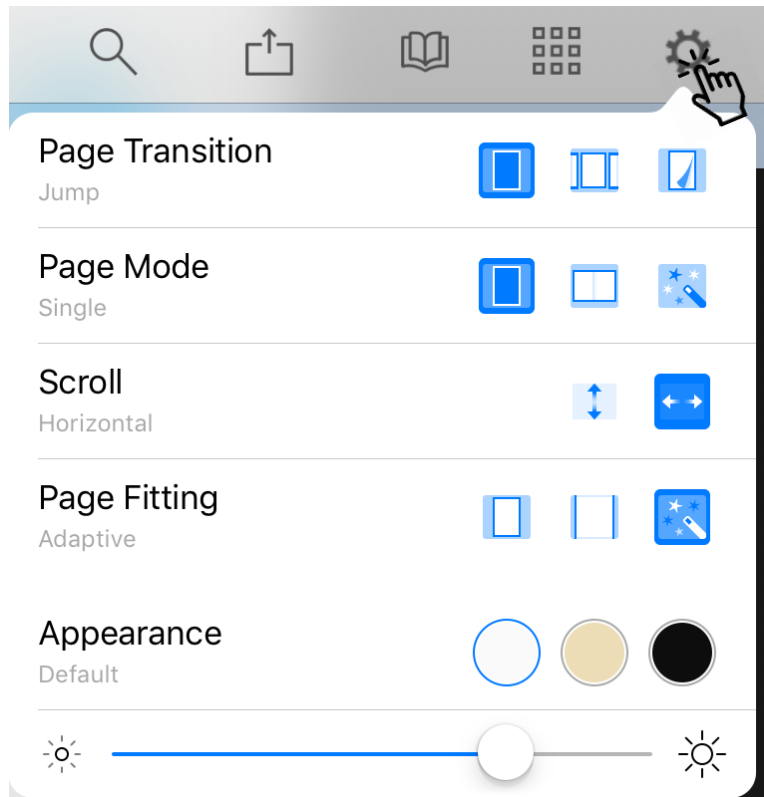 Page Transition
Jump
Page Mode
Single
Scroll
Horizontal
Page Fitting
Adaptive
Appearance
Default